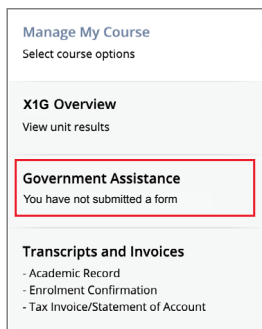 Manage My Course
Select course options
X1G Overview
View unit results
Government Assistance
You have not submitted a form
Transcripts and Invoices
- Academic Record
- Enrolment Confirmation
- Tax Invoice/Statement of Account